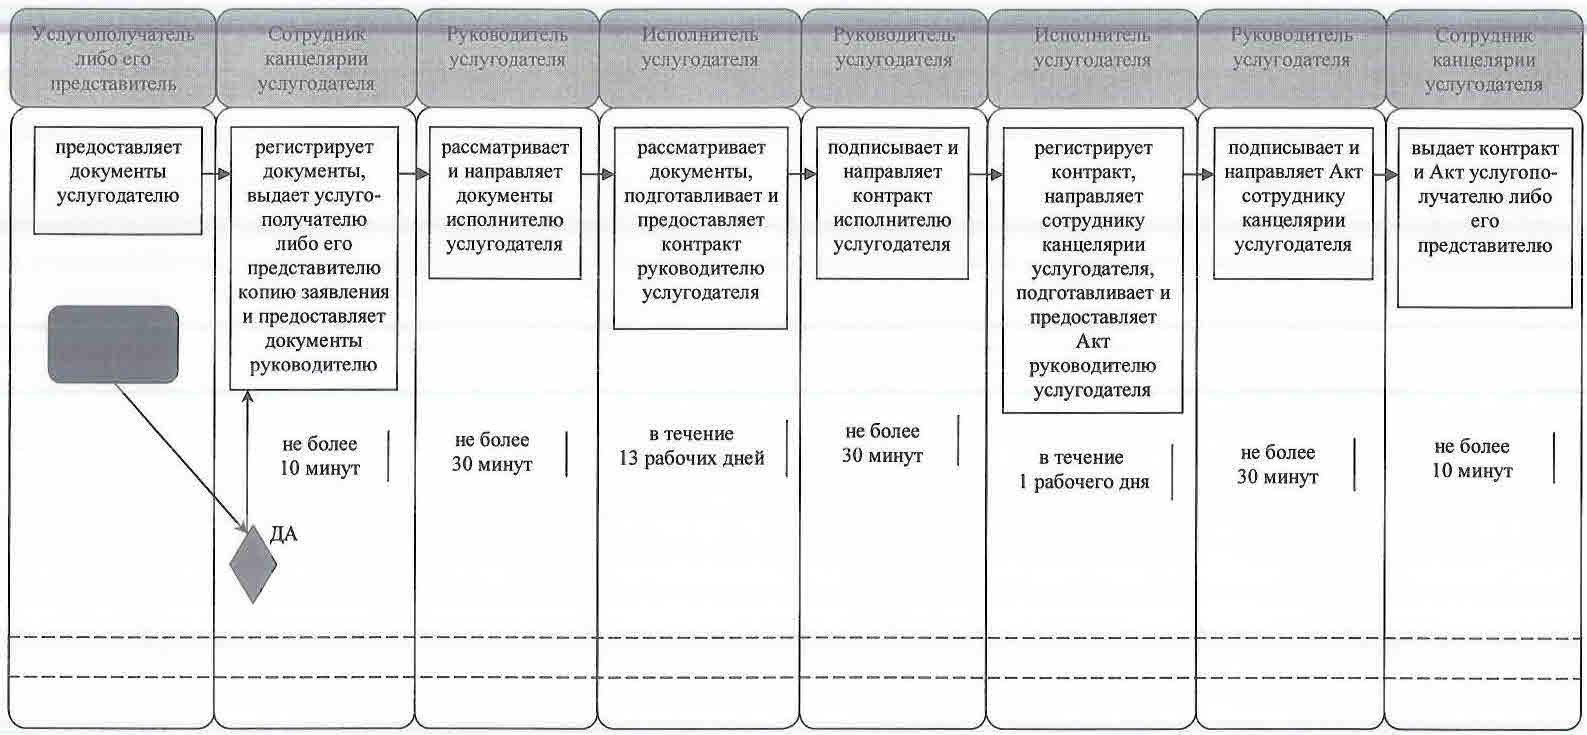 Услугополучатель
либо его
представитель
Сотрудник
канцелярии
услугодателя
Руководитель
услугодателя
Исполнитель
услугодателя
Руководитель
услугодателя
Исполнитель
услугодателя
Руководитель
услугодателя
Сотрудник
канцелярии
услугодателя
предоставляет
документы
услугодателю
регистрирует
документы,
выдает услуго-
получателю
либо его
представителю
копию заявления
и предоставляет
документы
руководителю
рассматривает
и направляет
документы
исполнителю
услугодателя
рассматривает
документы,
подготавливает и
предоставляет
контракт
руководителю
услугодателя
подписывает и
направляет
контракт
исполнителю
услугодателя
регистрирует
контракт,
направляет
сотруднику
канцелярии
услугодателя,
подготавливает и
предоставляет
Акт
руководителю
услугодателя
подписывает и
направляет Акт
сотруднику
канцелярии
услугодателя
выдает контракт
и Акт услугопо-
лучателю либо
его
представителю
не более
10 минут
не более
30 минут
в течение
13 рабочих дней
не более
30 минут
в течение
1 рабочего дня
не более
30 минут
не более
10 минут
ДА